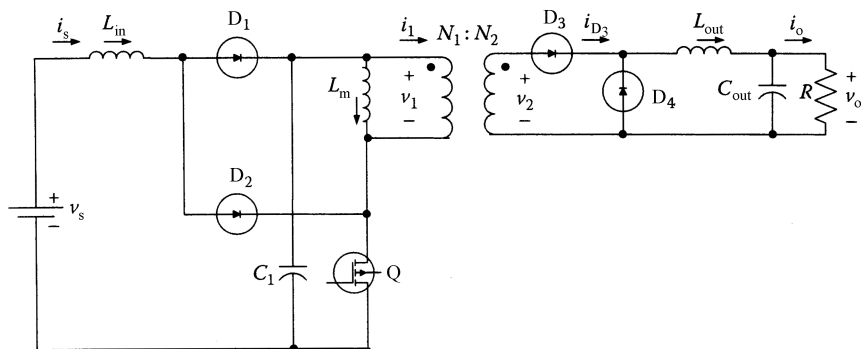 i_s
L_in
D_1
i_1
N_1 : N_2
D_3
i_D3
L_out
i_o
L_m
+
v_1
−
+
v_2
−
D_4
C_out
R
+
v_o
−
D_2
+
v_s
−
C_1
Q